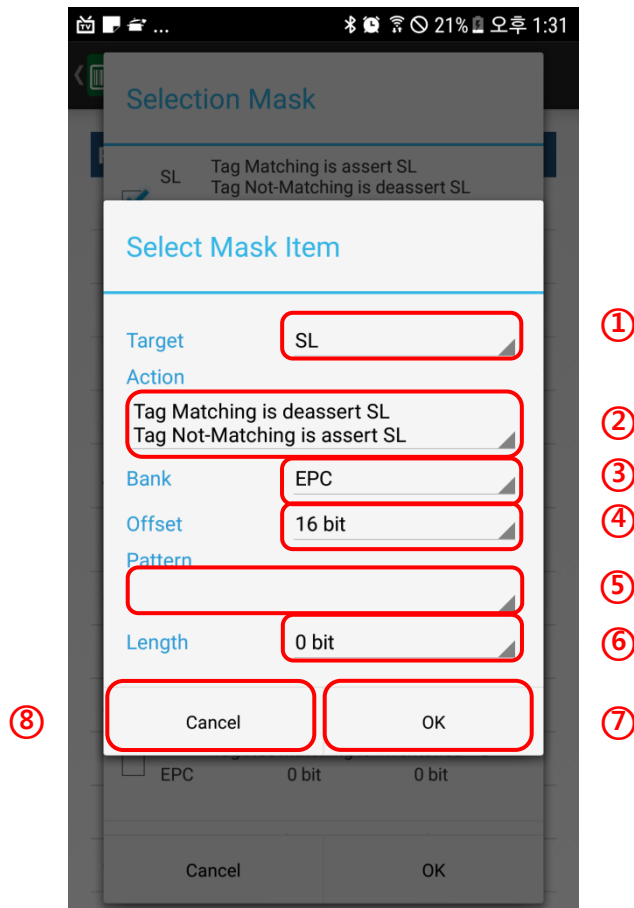 ... 21% 오후 1:31
Selection Mask
SL
Tag Matching is assert SL
Tag Not-Matching is deassert SL
Select Mask Item
Target SL ①
Action
Tag Matching is deassert SL
Tag Not-Matching is assert SL
②
Bank EPC ③
Offset 16 bit ④
Pattern
⑤
Length 0 bit ⑥
⑧ Cancel OK ⑦
EPC 0 bit 0 bit
Cancel OK